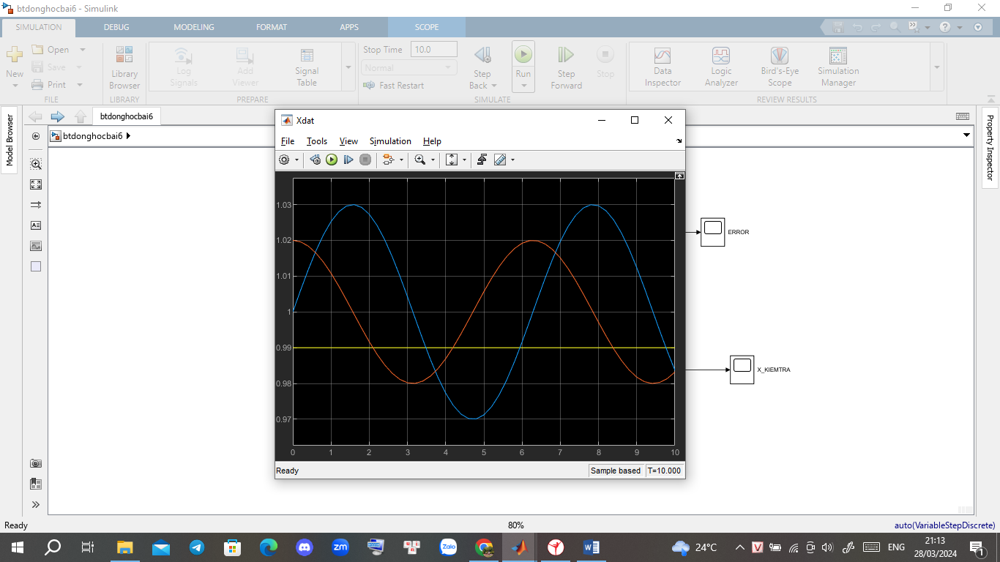 btdonghocbai6 - Simulink
SIMULATION DEBUG MODELING FORMAT APPS SCOPE
New
Open
Save
Print
FILE
Library
Browser
LIBRARY
Log
Signals
Add
Viewer
Signal
Table
PREPARE
Stop Time 10.0
Normal
Fast Restart
Step
Back
Run
Step
Forward
Stop
SIMULATE
Data
Inspector
Logic
Analyzer
Bird's-Eye
Scope
Simulation
Manager
REVIEW RESULTS
Model Browser
btdonghocbai6
btdonghocbai6
Property Inspector
Xdat
File Tools View Simulation Help
1.03
1.02
1.01
1
0.99
0.98
0.97
0 1 2 3 4 5 6 7 8 9 10
Ready Sample based T=10.000
ERROR
X_KIEMTRA
Ready 80% auto(VariableStepDiscrete)
zm
Zalo
24°C
V
ENG
21:13
28/03/2024
1